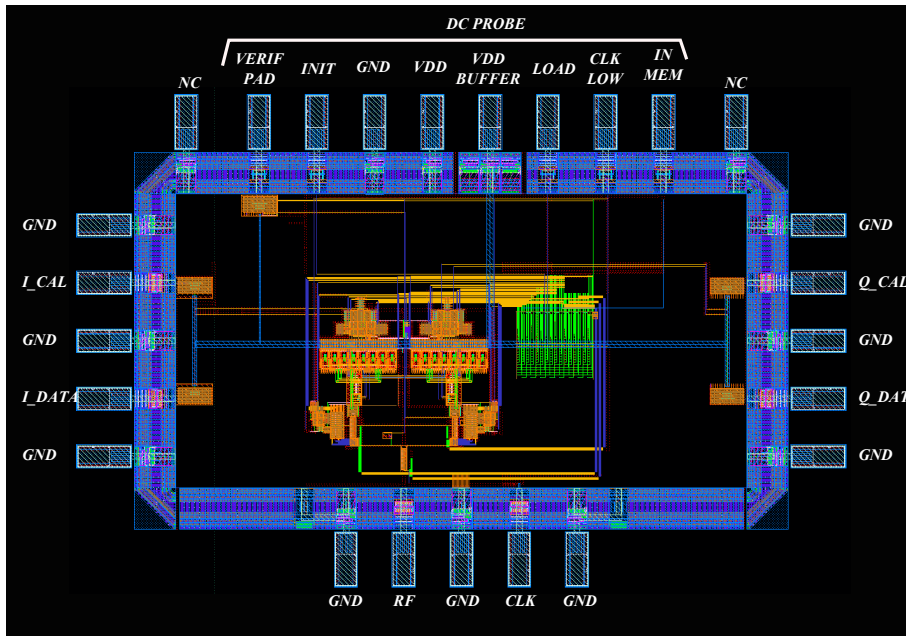 DC PROBE
VERIF
PAD
INIT
GND
VDD
VDD
BUFFER
LOAD
CLK
LOW
IN
MEM
NC
NC
GND
GND
I_CAL
Q_CAL
GND
GND
I_DATA
Q_DAT
GND
GND
GND
RF
GND
CLK
GND